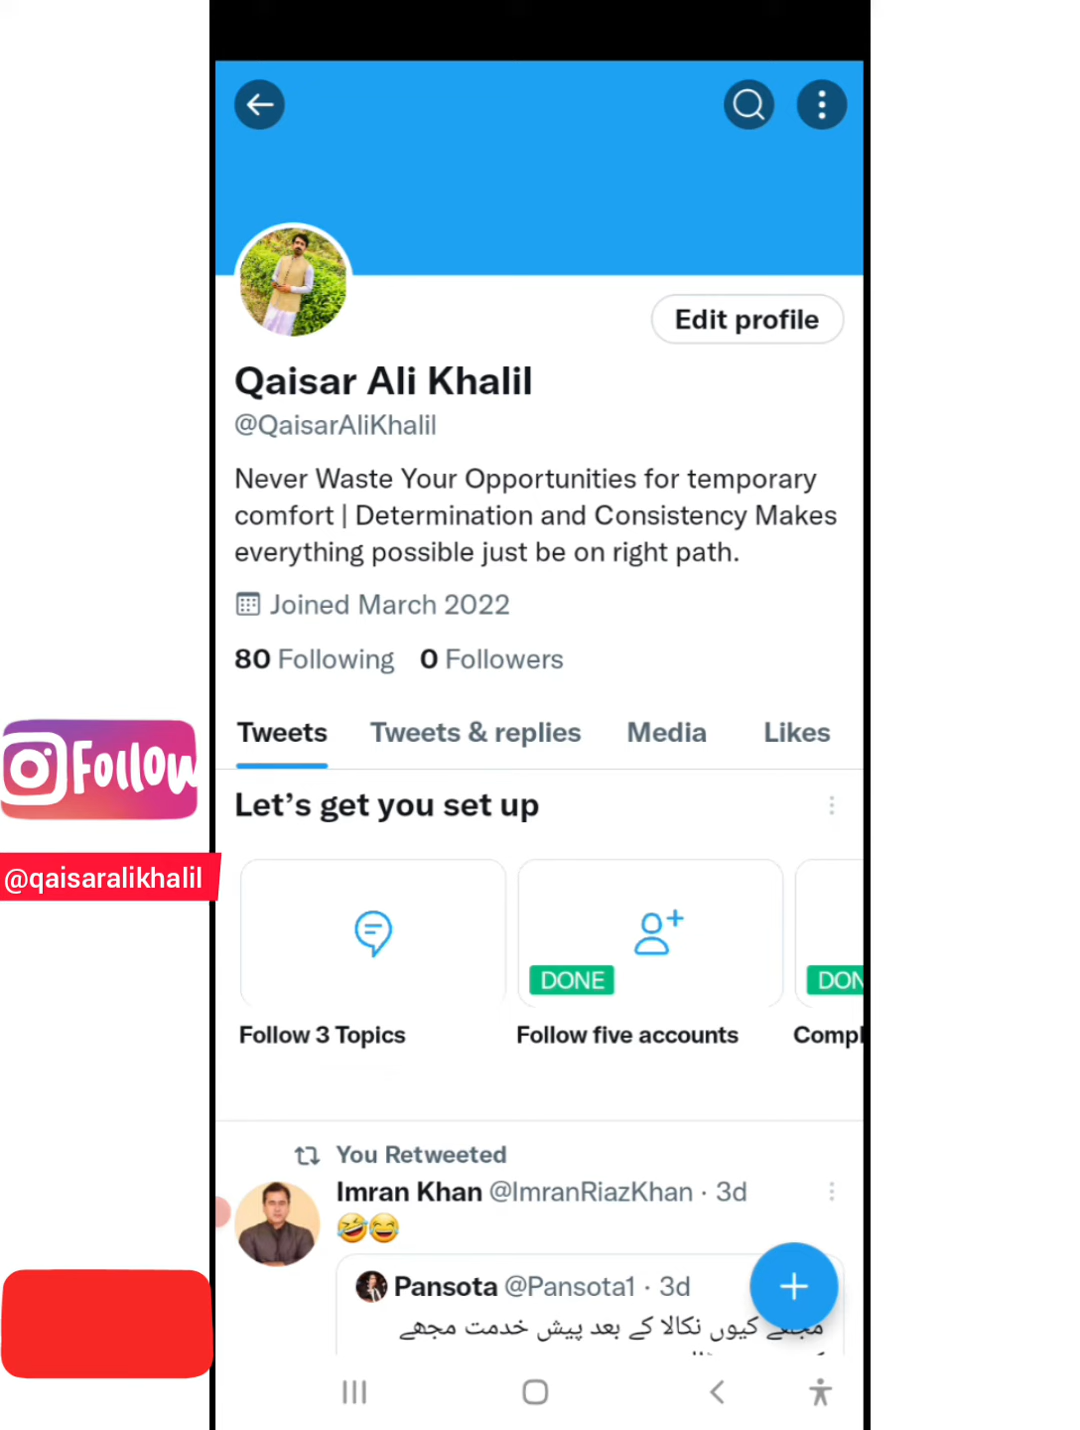 Edit profile
Qaisar Ali Khalil
@QaisarAliKhalil
Never Waste Your Opportunities for temporary
comfort | Determination and Consistency Makes
everything possible just be on right path.
Joined March 2022
80 Following 0 Followers
Tweets Tweets & replies Media Likes
Follow
Let's get you set up
@qaisaralikhalil
DONE
Follow 3 Topics Follow five accounts
You Retweeted
Imran Khan @ImranRiazKhan · 3d
🤣😂
Pansota @Pansota1 · 3d
مجھے کیوں نکالا کے بعد پیش خدمت مجھے